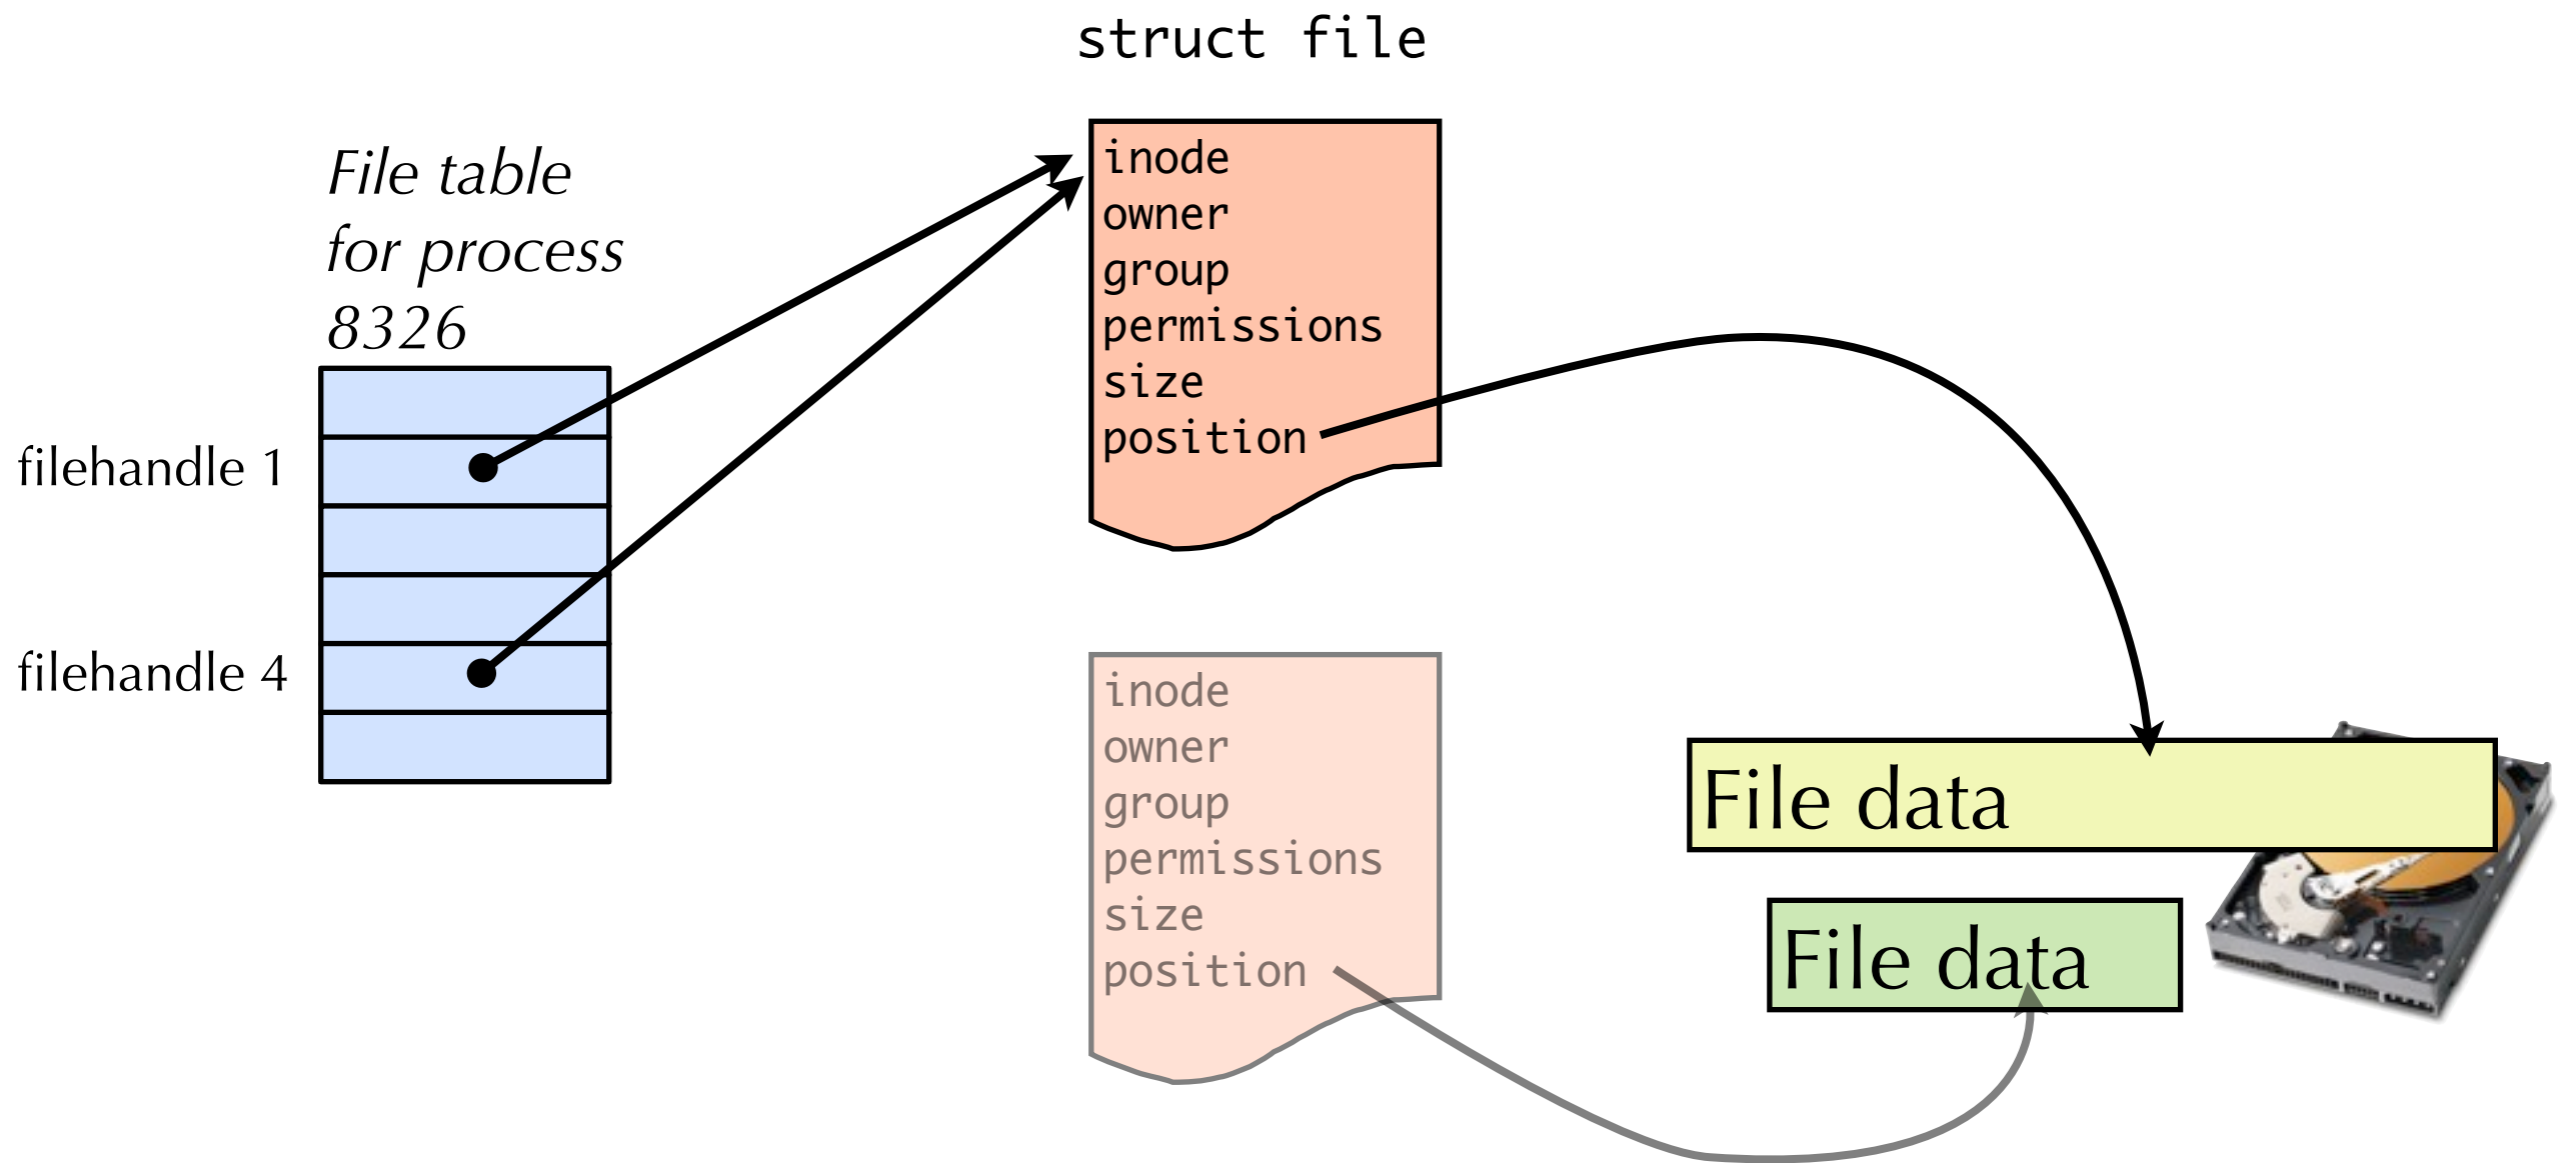 struct file
File table
for process
8326
filehandle 1
filehandle 4
inode
owner
group
permissions
size
position
inode
owner
group
permissions
size
position
File data
File data